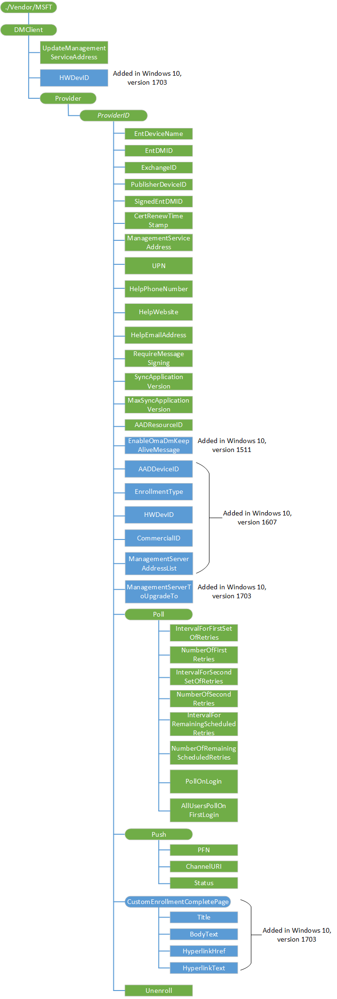 ./Vendor/MSFT
DMClient
UpdateManagement
ServiceAddress
HWDevID
Added in Windows 10,
version 1703
Provider
ProviderID
EntDeviceName
EntDMID
ExchangeID
PublisherDeviceID
SignedEntDMID
CertRenewTime
Stamp
ManagementService
Address
UPN
HelpPhoneNumber
HelpWebsite
HelpEmailAddress
RequireMessage
Signing
SyncApplication
Version
MaxSyncApplication
Version
AADResourceID
EnableOmaDmKeep
AliveMessage
Added in Windows 10,
version 1511
AADDeviceID
EnrollmentType
HWDevID
CommercialID
ManagementServer
AddressList
Added in Windows 10,
version 1607
ManagementServerT
oUpgradeTo
Added in Windows 10,
version 1703
Poll
IntervalForFirstSet
OfRetries
NumberOfFirst
Retries
IntervalForSecond
SetOfRetries
NumberOfSecond
Retries
IntervalFor
RemainingScheduled
Retries
NumberOfRemaining
ScheduledRetries
PollOnLogin
AllUsersPollOn
FirstLogin
Push
PFN
ChannelURI
Status
CustomEnrollmentCompletePage
Title
BodyText
HyperlinkHref
HyperlinkText
Added in Windows 10,
version 1703
Unenroll